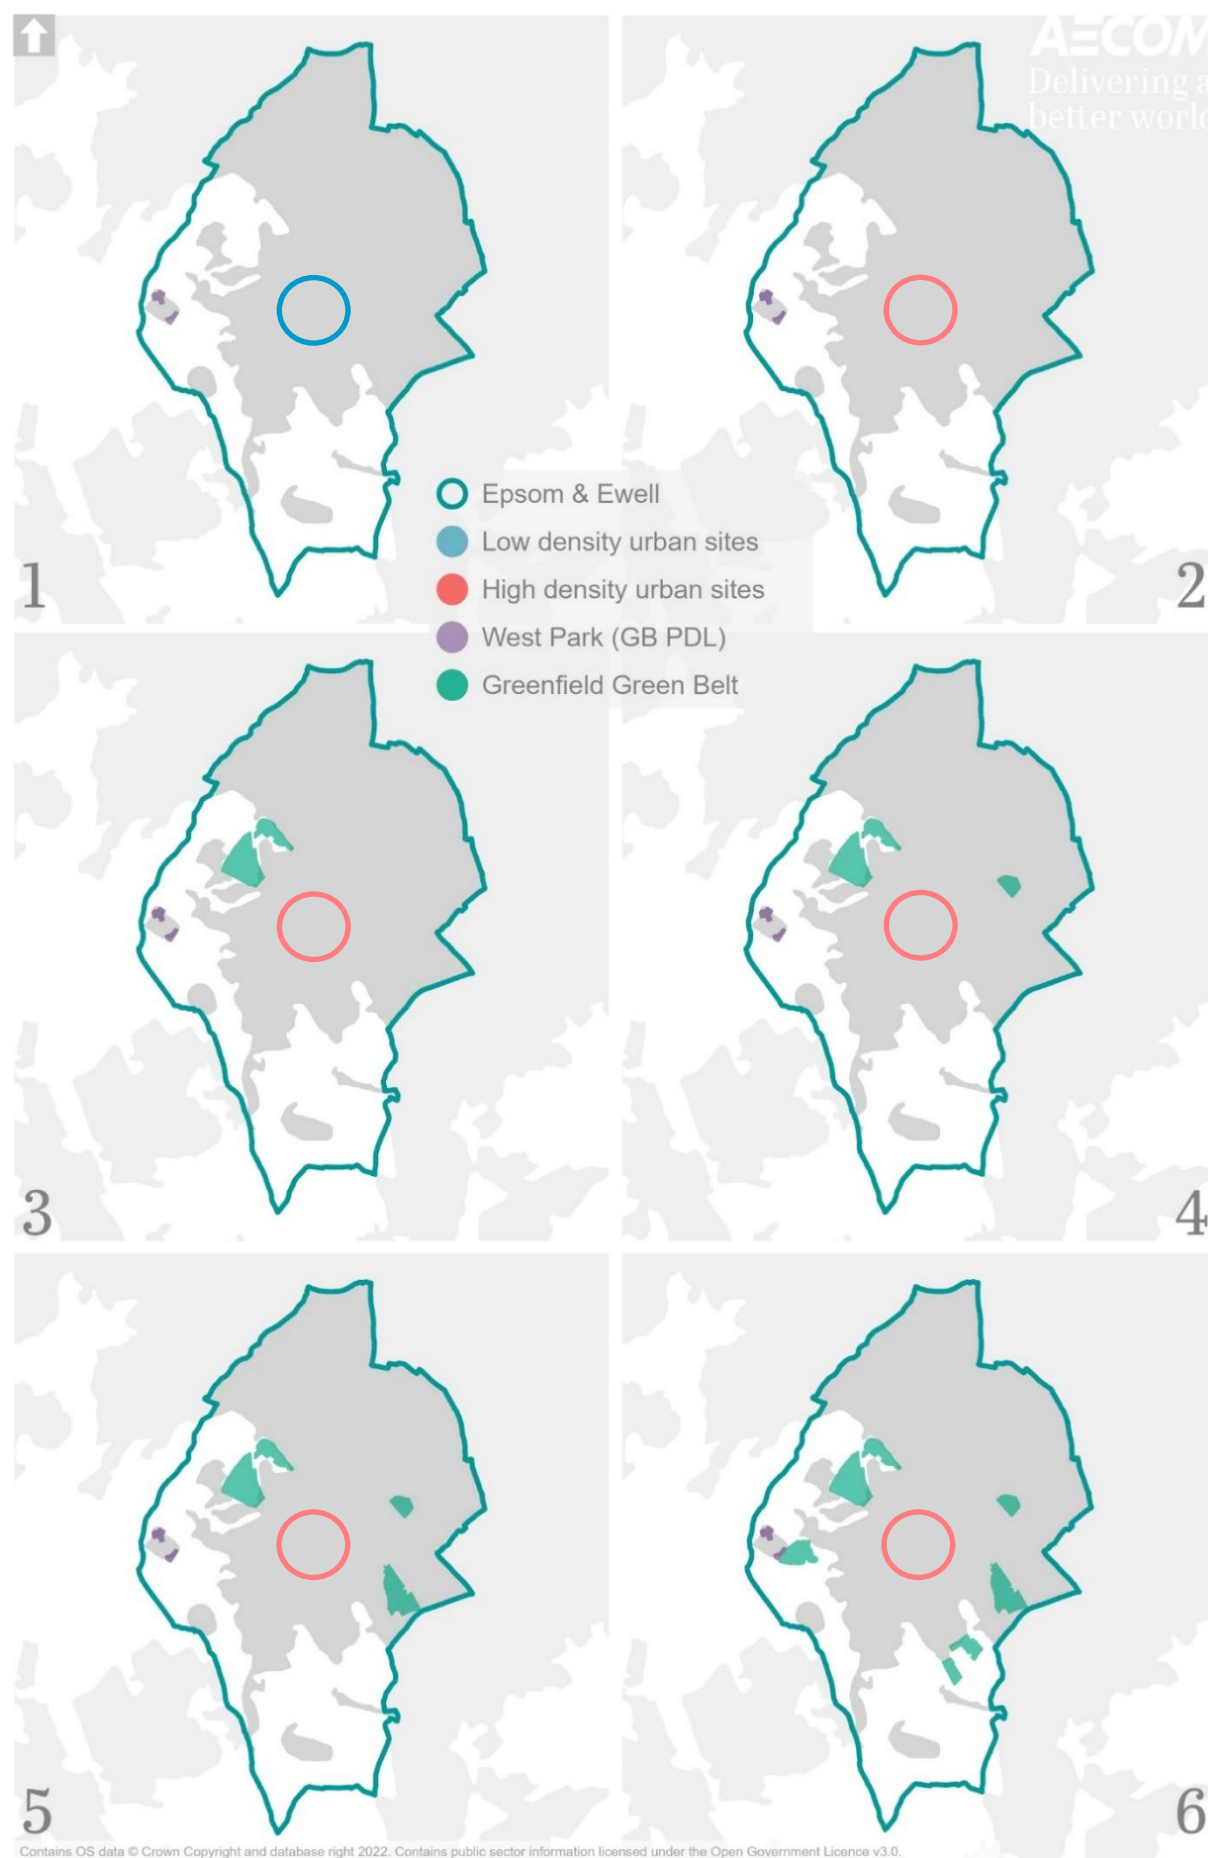 AECOM
Delivering a
better world
1
2
Epsom & Ewell
Low density urban sites
High density urban sites
West Park (GB PDL)
Greenfield Green Belt
3
4
5
6
Contains OS data © Crown Copyright and database right 2022. Contains public sector information licensed under the Open Government Licence v3.0.